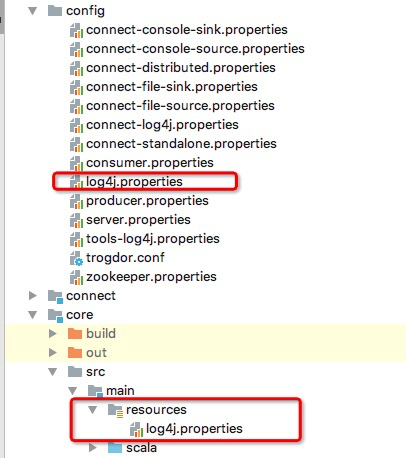 config
connect-console-sink.properties
connect-console-source.properties
connect-distributed.properties
connect-file-sink.properties
connect-file-source.properties
connect-log4j.properties
connect-standalone.properties
consumer.properties
log4j.properties
producer.properties
server.properties
tools-log4j.properties
trogdor.conf
zookeeper.properties
connect
core
build
out
src
main
resources
log4j.properties
scala